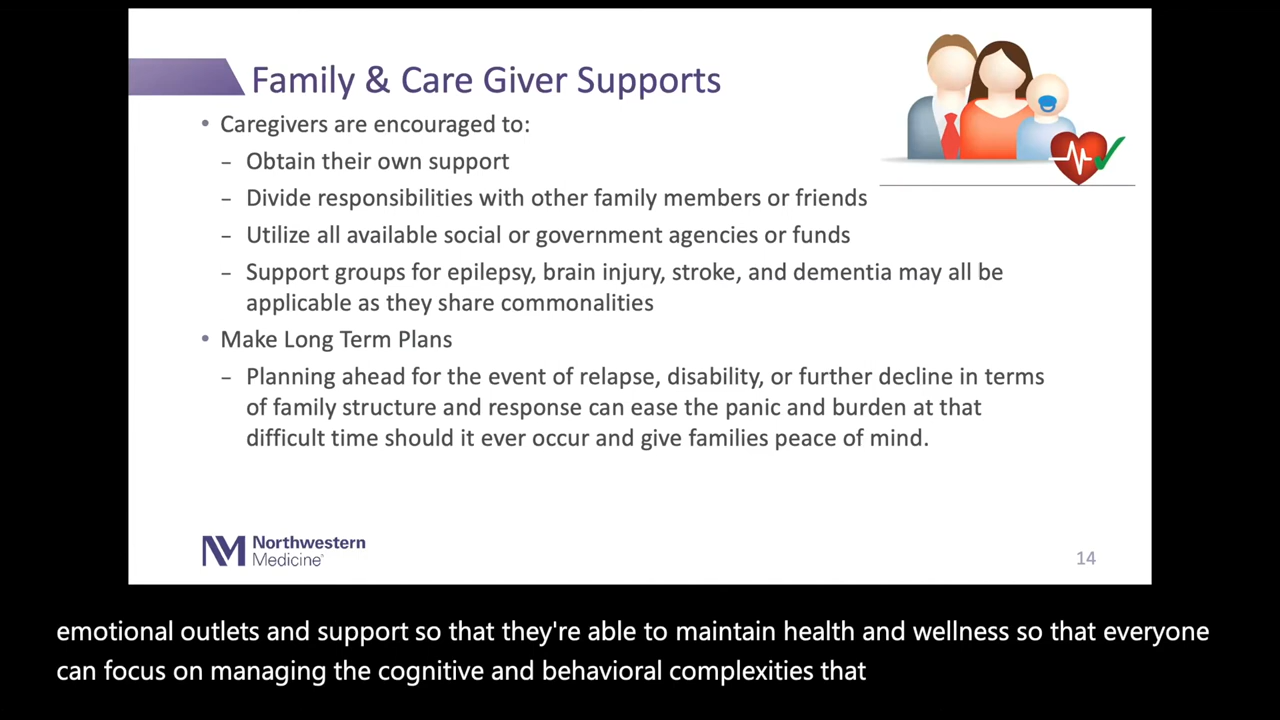 Family & Care Giver Supports
• Caregivers are encouraged to:
– Obtain their own support
– Divide responsibilities with other family members or friends
– Utilize all available social or government agencies or funds
– Support groups for epilepsy, brain injury, stroke, and dementia may all be
applicable as they share commonalities
• Make Long Term Plans
– Planning ahead for the event of relapse, disability, or further decline in terms
of family structure and response can ease the panic and burden at that
difficult time should it ever occur and give families peace of mind.
NM Northwestern
Medicine®
14
emotional outlets and support so that they're able to maintain health and wellness so that everyone
can focus on managing the cognitive and behavioral complexities that